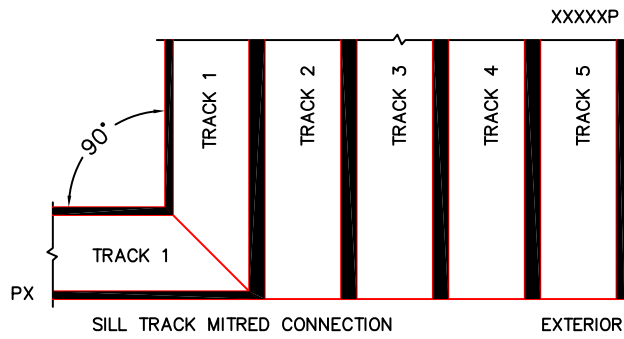 XXXXXP
TRACK 1
TRACK 2
TRACK 3
TRACK 4
TRACK 5
90°
TRACK 1
PX
SILL TRACK MITRED CONNECTION
EXTERIOR